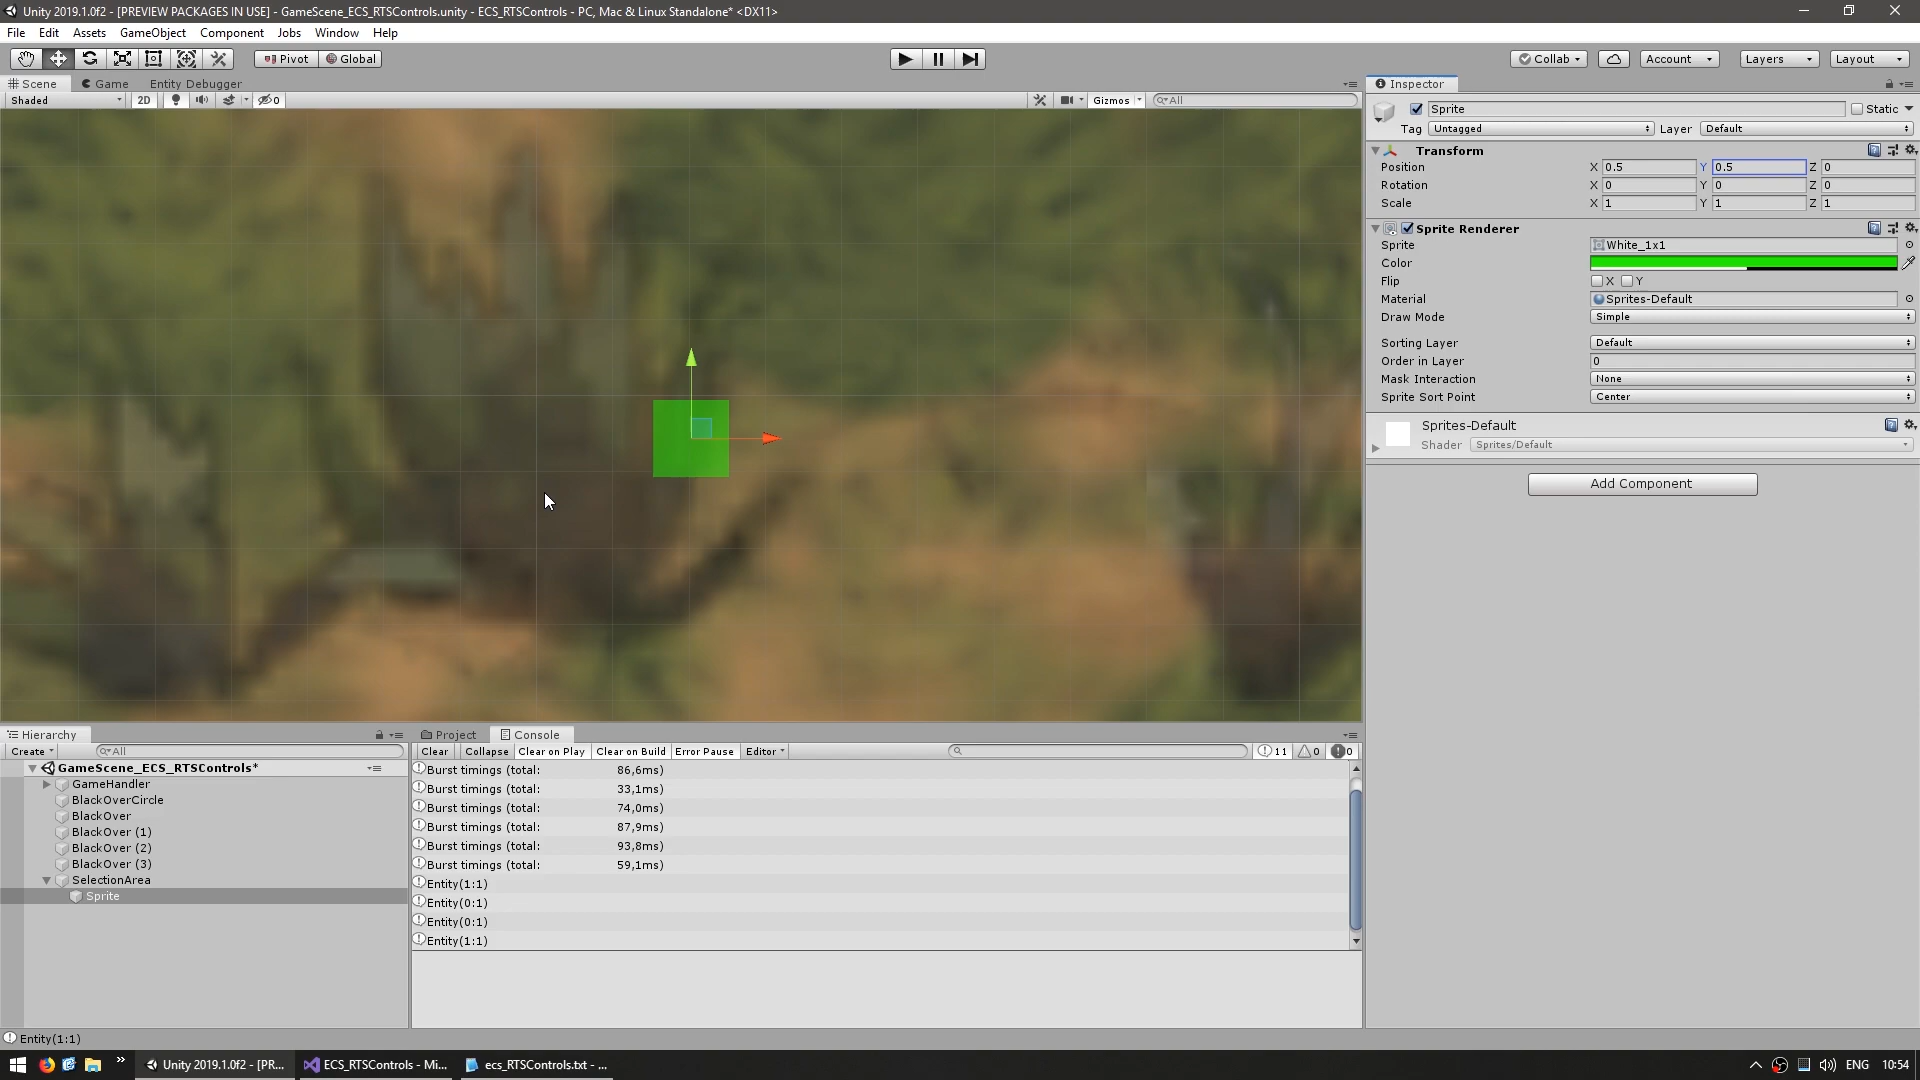 Unity 2019.1.0f2 - [PREVIEW PACKAGES IN USE] - GameScene_ECS_RTSControls.unity - ECS_RTSControls - PC, Mac & Linux Standalone* <DX11>
File Edit Assets GameObject Component Jobs Window Help
Pivot Global Collab Account Layers Layout
Scene Game Entity Debugger
Shaded 2D 0 Gizmos All
Inspector
Sprite Static
Tag Untagged Layer Default
Transform
Position X 0.5 Y 0.5 Z 0
Rotation X 0 Y 0 Z 0
Scale X 1 Y 1 Z 1
Sprite Renderer
Sprite White_1x1
Color
Flip X Y
Material Sprites-Default
Draw Mode Simple
Sorting Layer Default
Order in Layer 0
Mask Interaction None
Sprite Sort Point Center
Sprites-Default
Shader Sprites/Default
Add Component
Hierarchy
Create All
GameScene_ECS_RTSControls*
GameHandler
BlackOverCircle
BlackOver
BlackOver (1)
BlackOver (2)
BlackOver (3)
SelectionArea
Sprite
Project Console
Clear Collapse Clear on Play Clear on Build Error Pause Editor 11 0 0
Burst timings (total: 86,6ms)
Burst timings (total: 33,1ms)
Burst timings (total: 74,0ms)
Burst timings (total: 87,9ms)
Burst timings (total: 93,8ms)
Burst timings (total: 59,1ms)
Entity(1:1)
Entity(0:1)
Entity(0:1)
Entity(1:1)
Entity(1:1)
Unity 2019.1.0f2 - [PR... ECS_RTSControls - Mi... ecs_RTSControls.txt - ... ENG 10:54